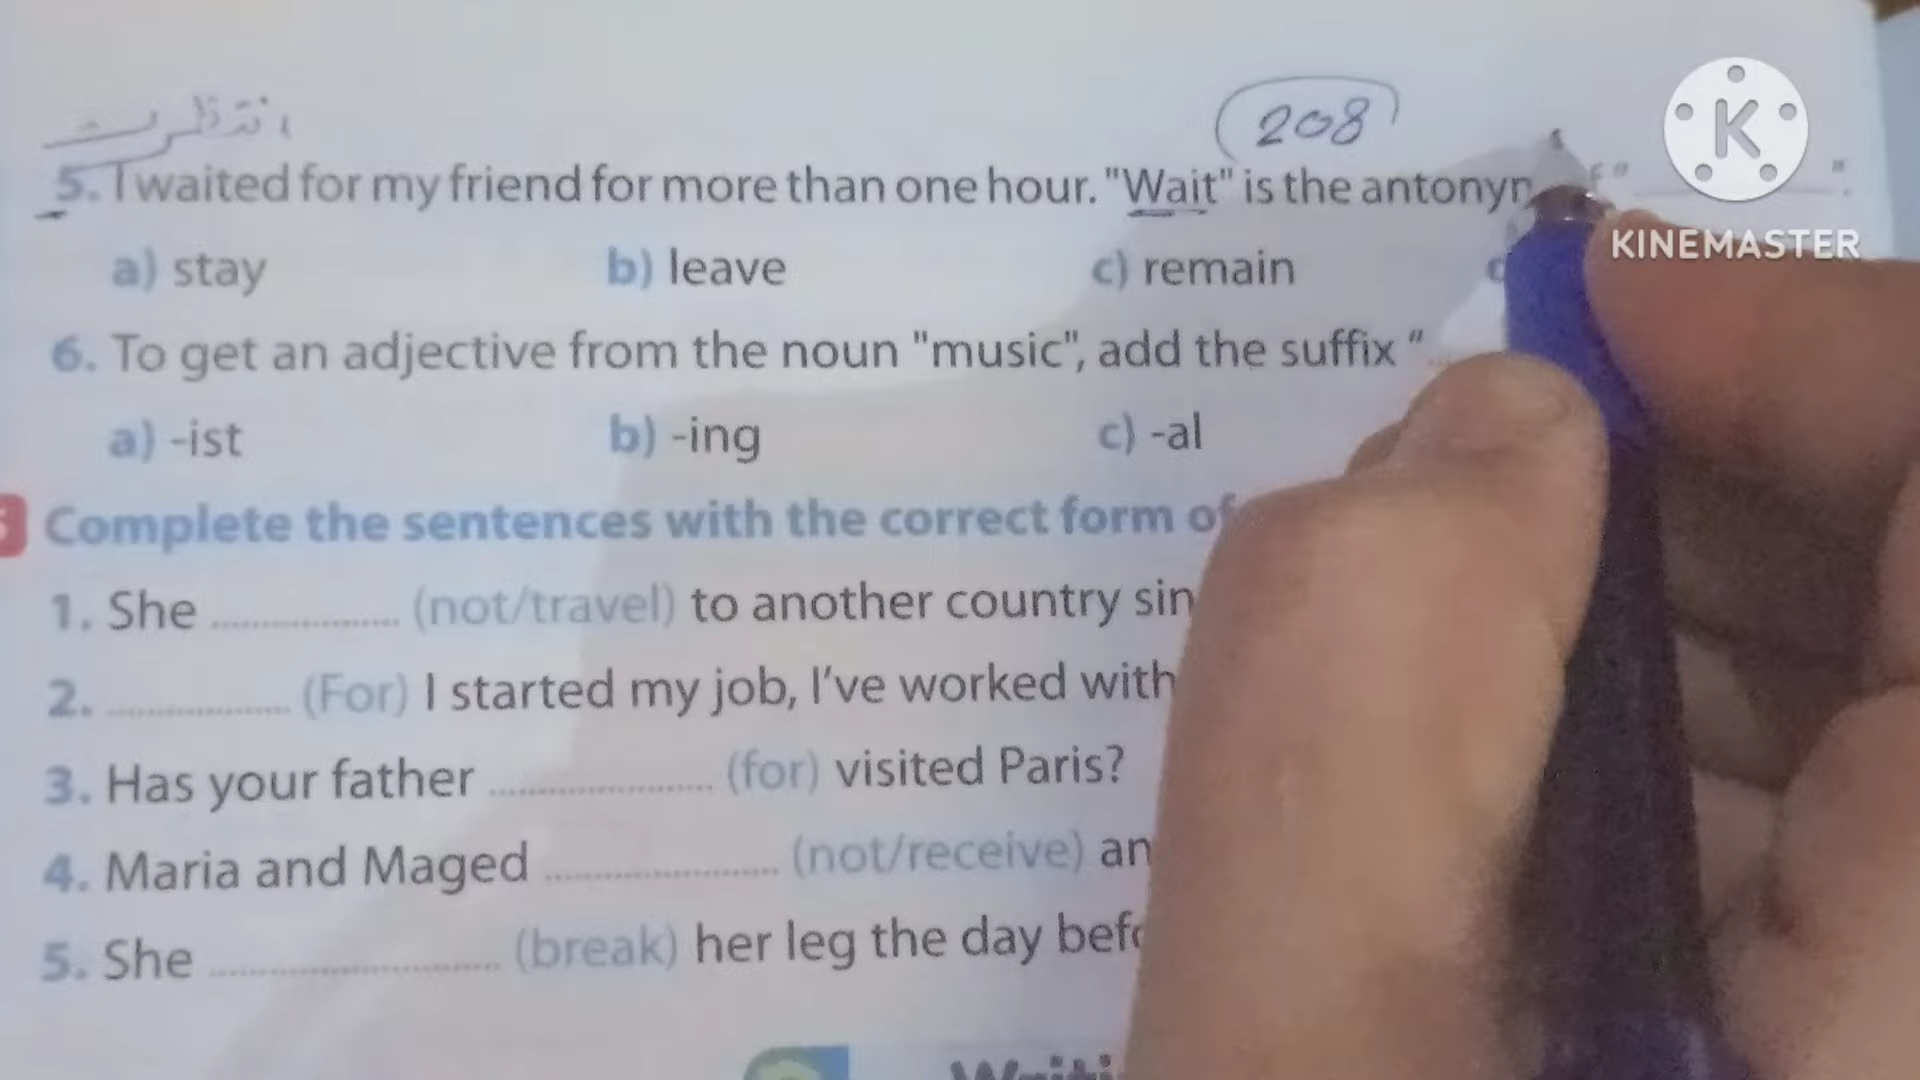 انتظرت
208
5. I waited for my friend for more than one hour. "Wait" is the antonym "
a) stay b) leave c) remain
6. To get an adjective from the noun "music", add the suffix "
a) -ist b) -ing c) -al
Complete the sentences with the correct form of
1. She .................. (not/travel) to another country
2. .................. (For) I started my job, I've worked with
3. Has your father .................. (for) visited Paris?
4. Maria and Maged .................. (not/receive)
5. She .................. (break) her leg the day
K
KINEMASTER